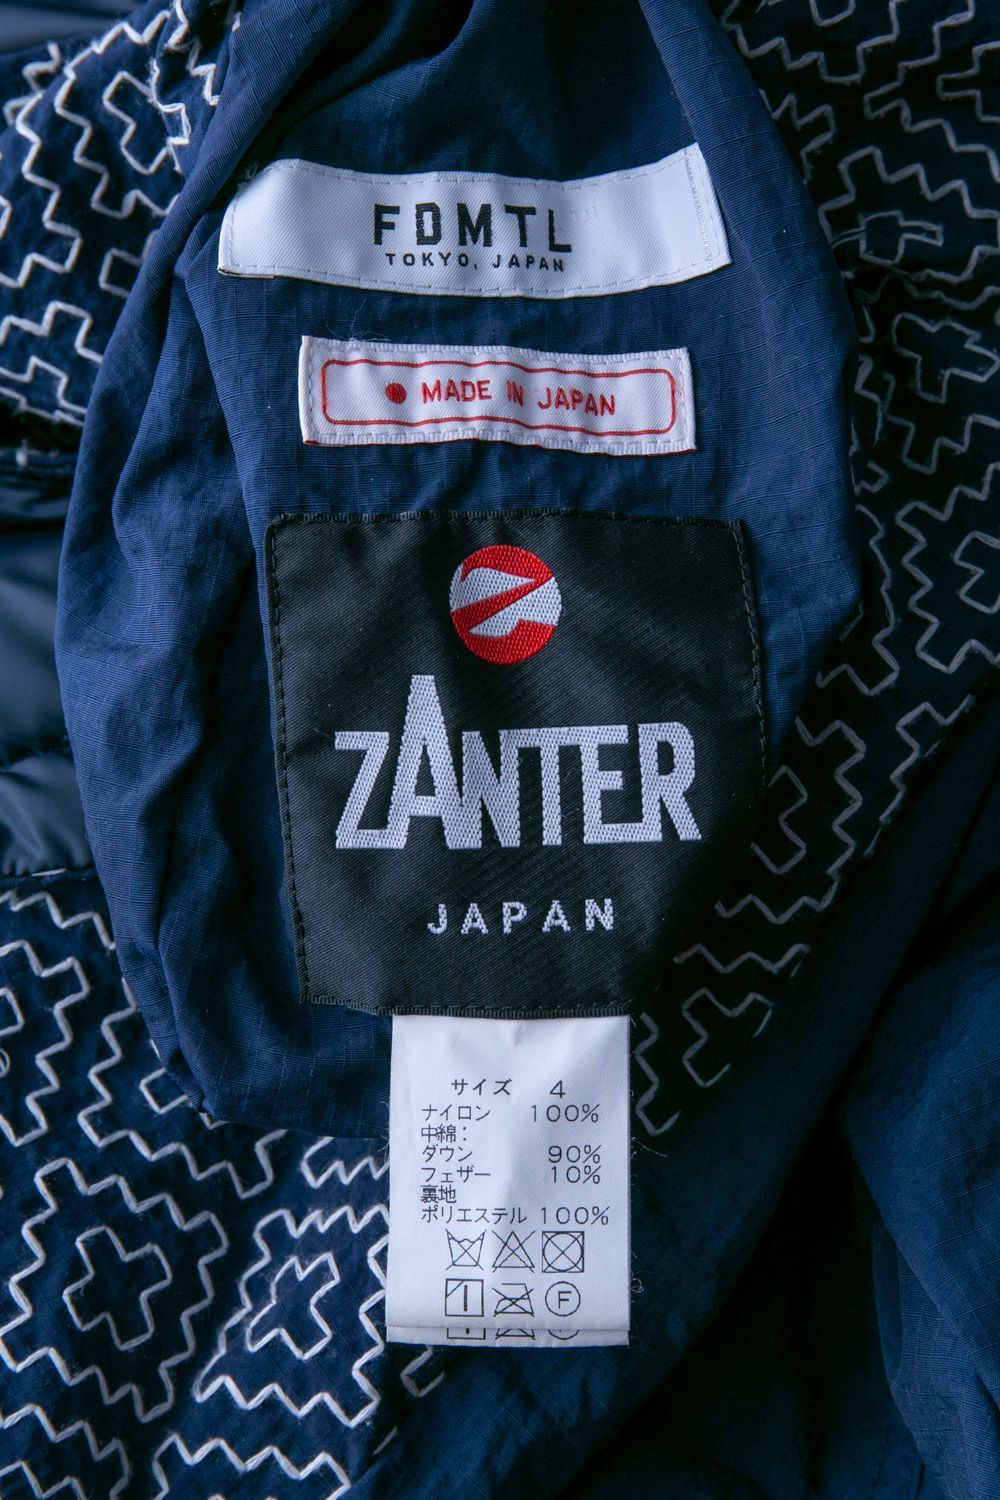 FDMTL
TOKYO, JAPAN
MADE IN JAPAN
ZANTER
JAPAN
サイズ 4
ナイロン 100%
中綿:
ダウン 90%
フェザー 10%
裏地
ポリエステル 100%
F